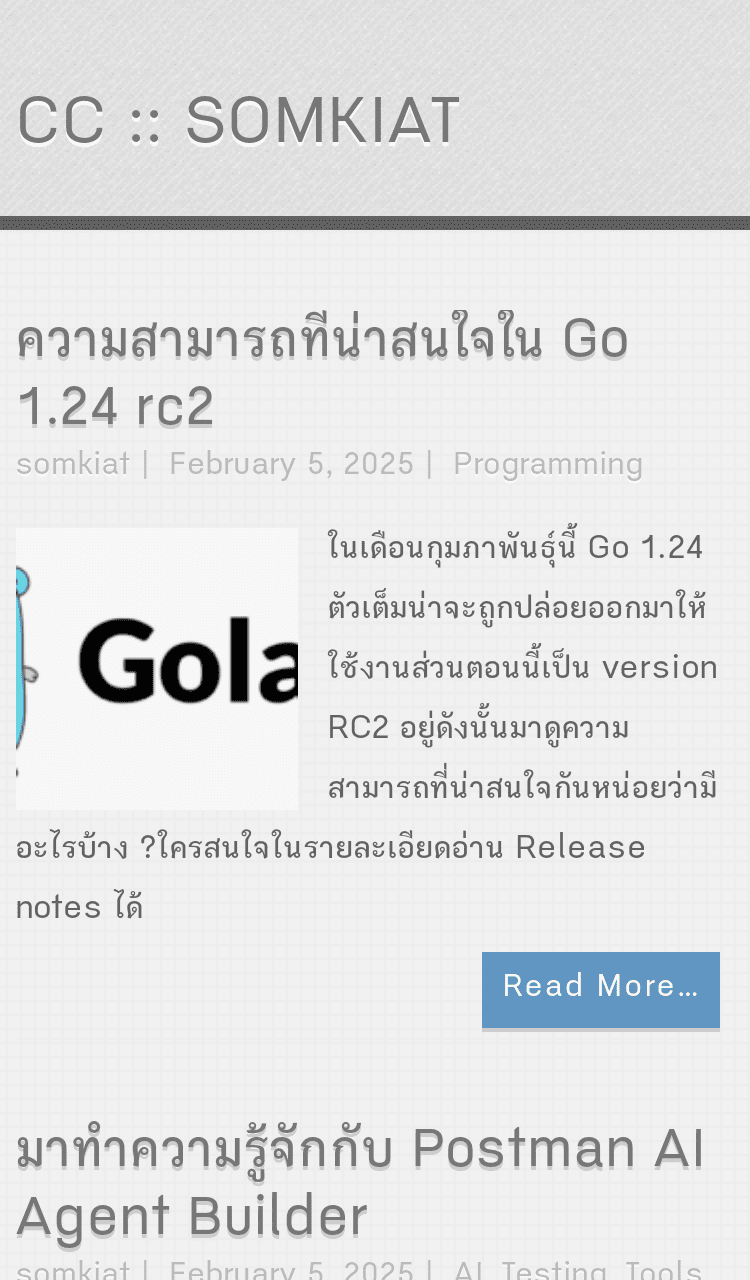 CC :: SOMKIAT
ความสามารถที่น่าสนใจใน Go
1.24 rc2
somkiat | February 5, 2025 | Programming
ในเดือนกุมภาพันธุ์นี้ Go 1.24
ตัวเต็มน่าจะถูกปล่อยออกมาให้
Gola
ใช้งานส่วนตอนนี้เป็น version
RC2 อยู่ดังนั้นมาดูความ
สามารถที่น่าสนใจกันหน่อยว่ามี
อะไรบ้าง ?ใครสนใจในรายละเอียดอ่าน Release
notes ได้
Read More…
มาทำความรู้จักกับ Postman AI
Agent Builder
somkiat | February 5, 2025 | AI, Testing, Tools